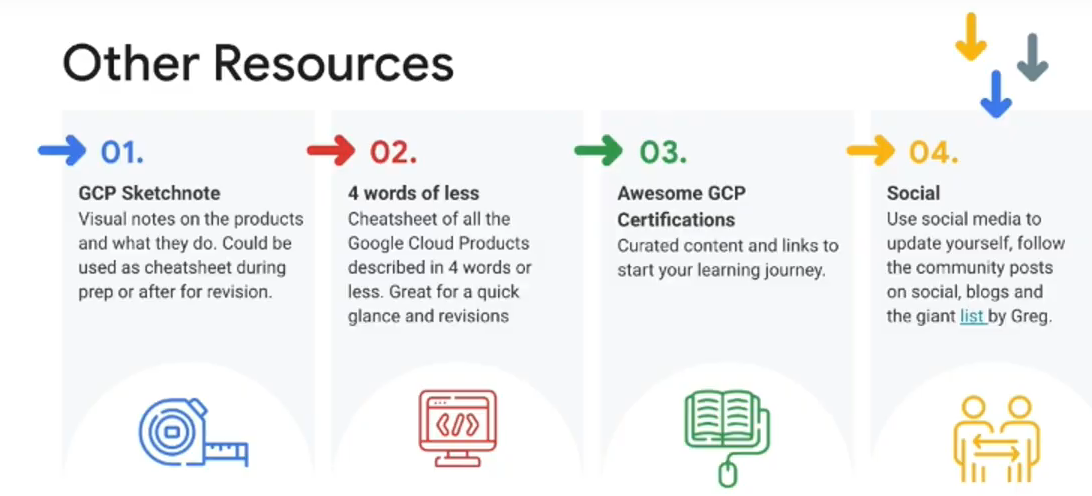 Other Resources
01.
GCP Sketchnote
Visual notes on the products
and what they do. Could be
used as cheatsheet during
prep or after for revision.
02.
4 words of less
Cheatsheet of all the
Google Cloud Products
described in 4 words or
less. Great for a quick
glance and revisions
03.
Awesome GCP
Certifications
Curated content and links to
start your learning journey.
04.
Social
Use social media to
update yourself, follow
the community posts
on social, blogs and
the giant list by Greg.